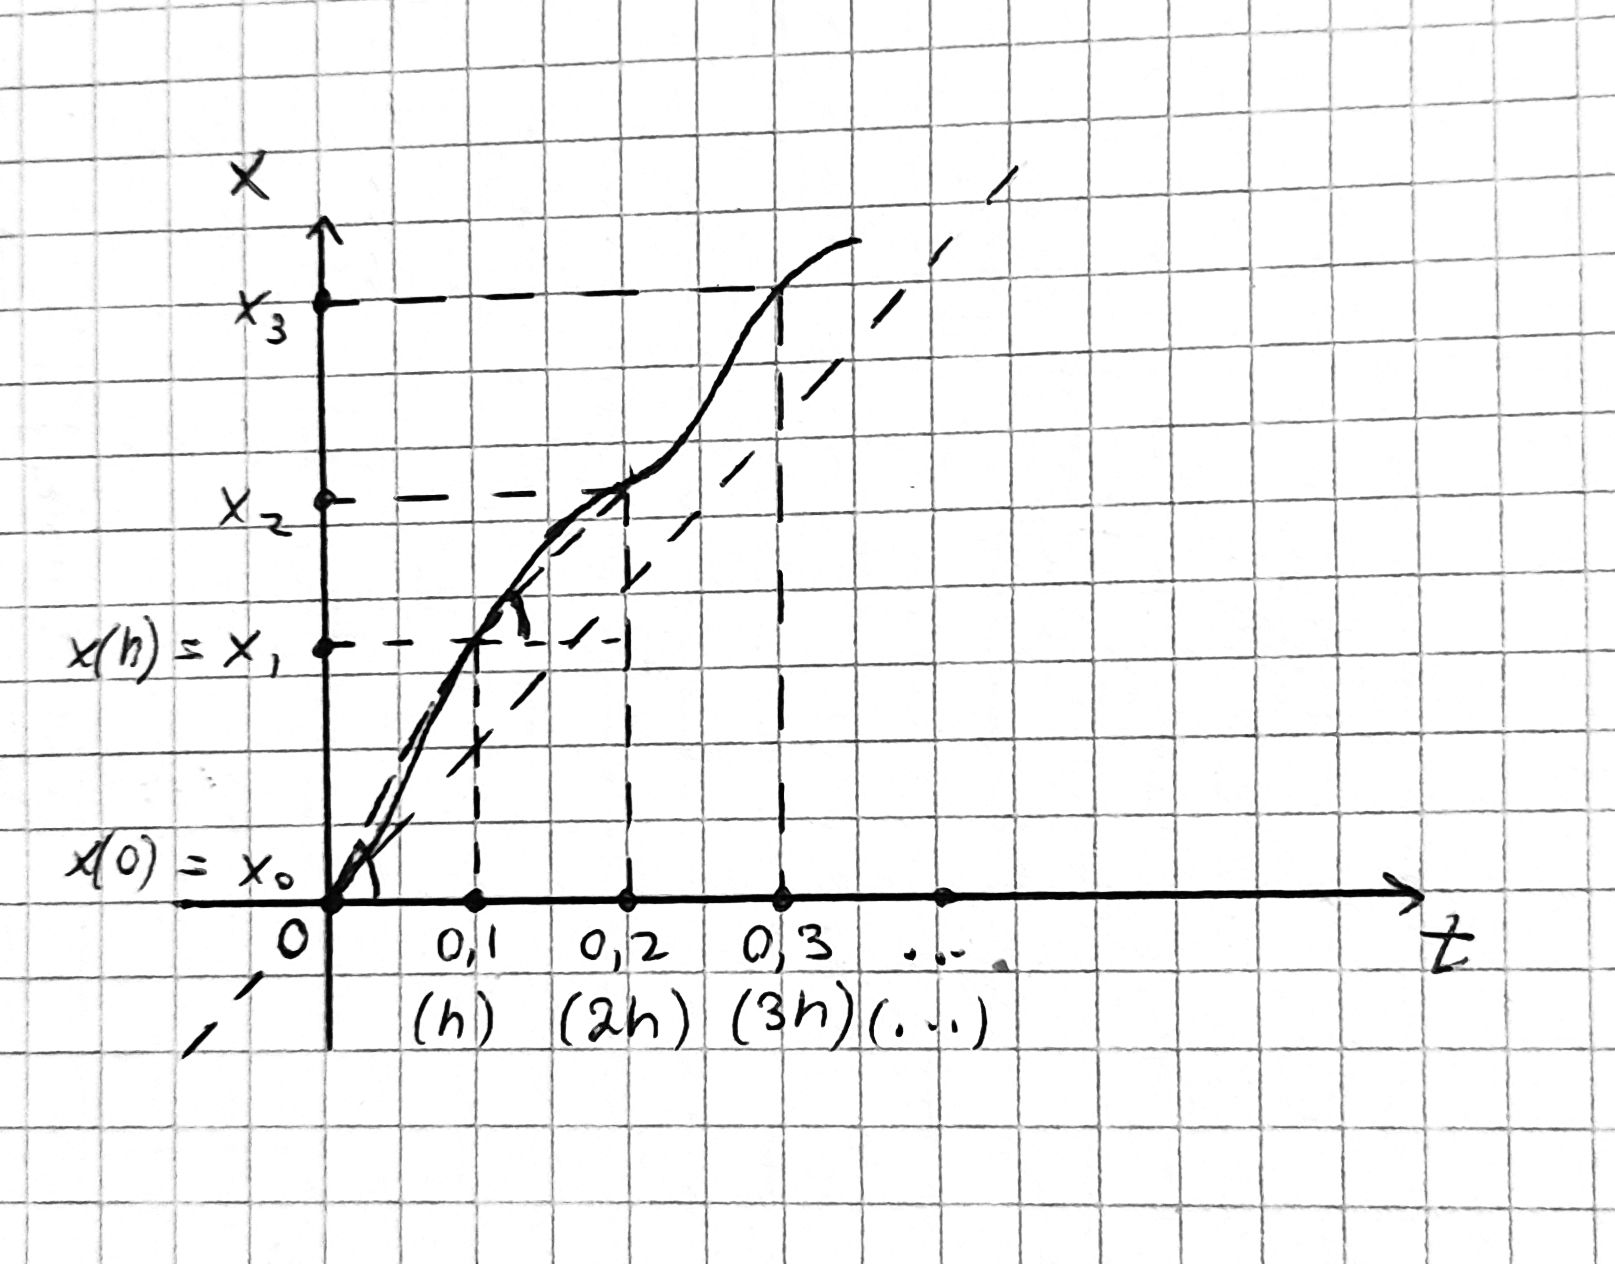 x
x₃
x₂
x(h) = x₁
x(0) = x₀
0 0,1 0,2 0,3 ... t
(h) (2h) (3h) (...)